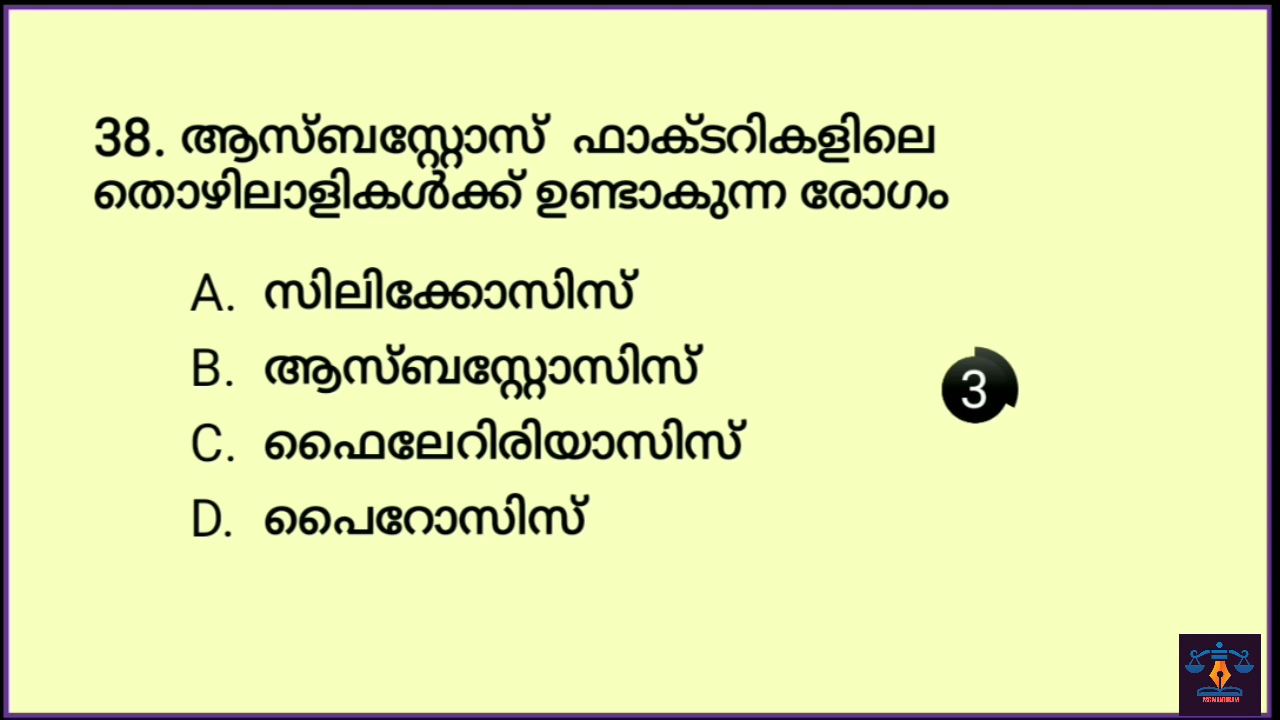 38. ആസ്ബസ്റ്റോസ് ഫാക്ടറികളിലെ
തൊഴിലാളികൾക്ക് ഉണ്ടാകുന്ന രോഗം
A. സിലിക്കോസിസ്
B. ആസ്ബസ്റ്റോസിസ്
C. ഫൈലേറിരിയാസിസ്
D. പൈറോസിസ്
3